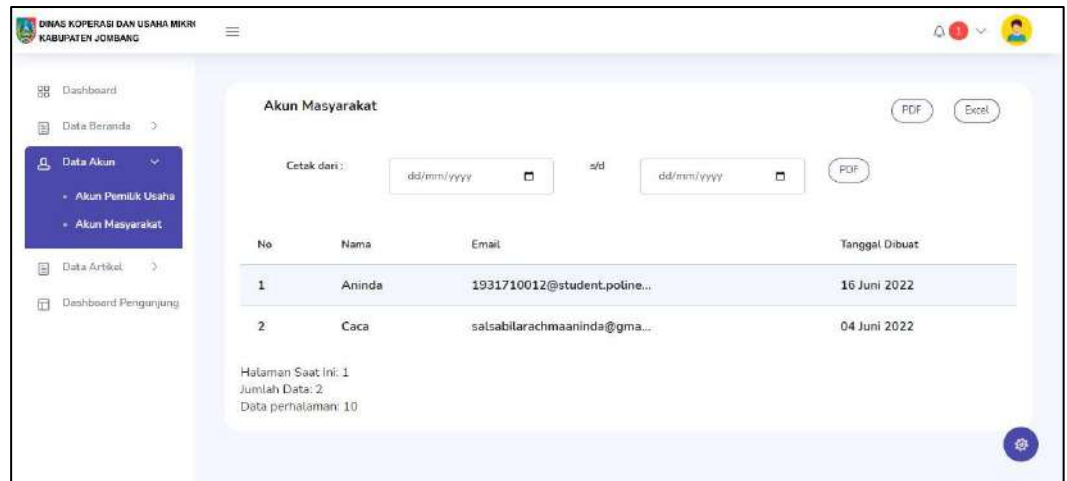 DINAS KOPERASI DAN USAHA MIKRO
KABUPATEN JOMBANG
1
Dashboard
Data Beranda
Data Akun
Akun Pemilik Usaha
Akun Masyarakat
Data Artikel
Dashboard Pengunjung
Akun Masyarakat
PDF
Excel
Cetak dari :
dd/mm/yyyy
s/d
dd/mm/yyyy
PDF
No Nama Email Tanggal Dibuat
1 Aninda 1931710012@student.poline... 16 Juni 2022
2 Caca salsabilarachmaaninda@gma... 04 Juni 2022
Halaman Saat Ini: 1
Jumlah Data: 2
Data perhalaman: 10